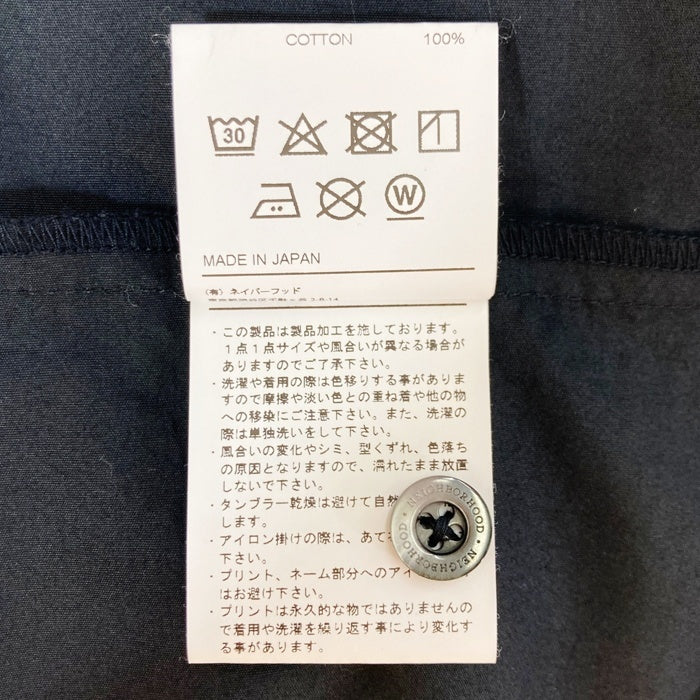 COTTON 100%
30
W
MADE IN JAPAN
(有) ネイバーフッド
・この製品は製品加工を施しております。
１点１点サイズや風合いが異なる場合が
ありますのでご了承下さい。
・洗濯や着用の際は色移りする事がありま
すので摩擦や淡い色との重ね着や他の物
への移染にご注意下さい。また、洗濯の
際は単独洗いをして下さい。
・風合いの変化やシミ、型くずれ、色落ち
の原因となりますので、濡れたまま放置
しないで下さい。
・タンブラー乾燥は避けて自然
します。
・アイロン掛けの際は、あて
下さい。
・プリント、ネーム部分へのアイ
はお避け下さい。
・プリントは永久的な物ではありませんの
で着用や洗濯を繰り返す事により変化す
る事があります。
NEIGHBORHOOD・NEIGHBORHOOD・